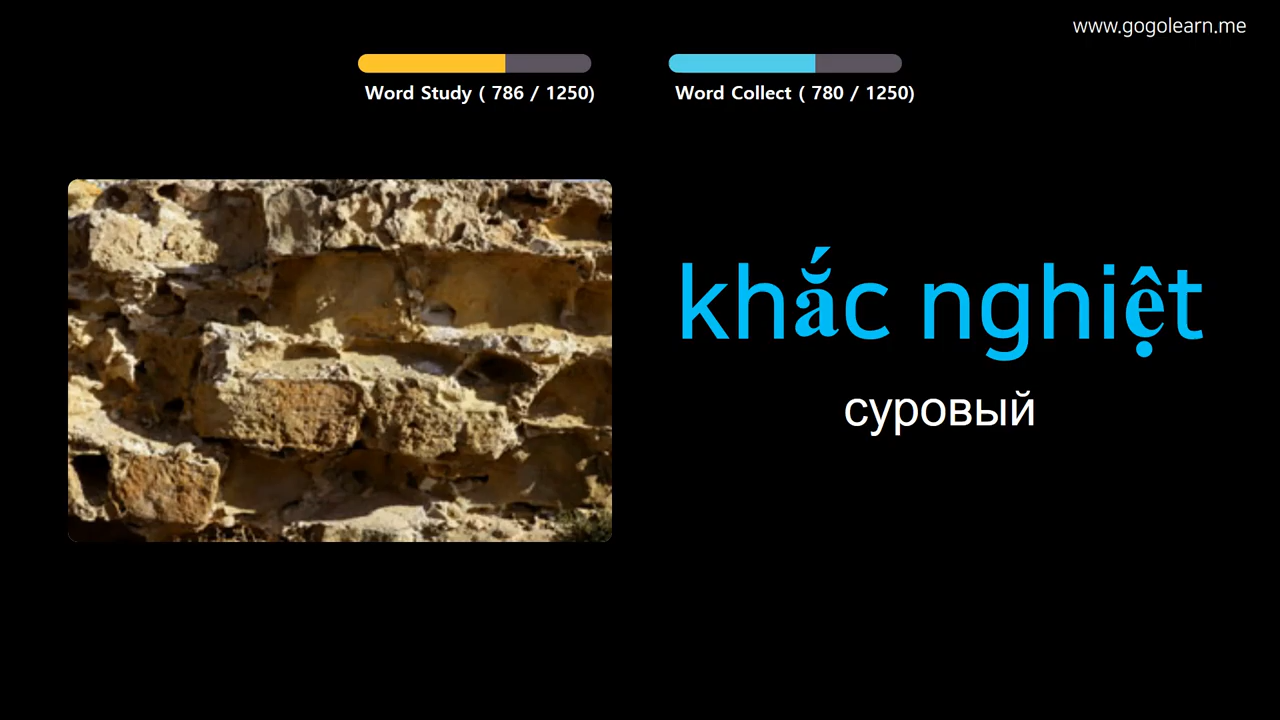 www.gogolearn.me
Word Study ( 786 / 1250)
Word Collect ( 780 / 1250)
khắc nghiệt
суровый